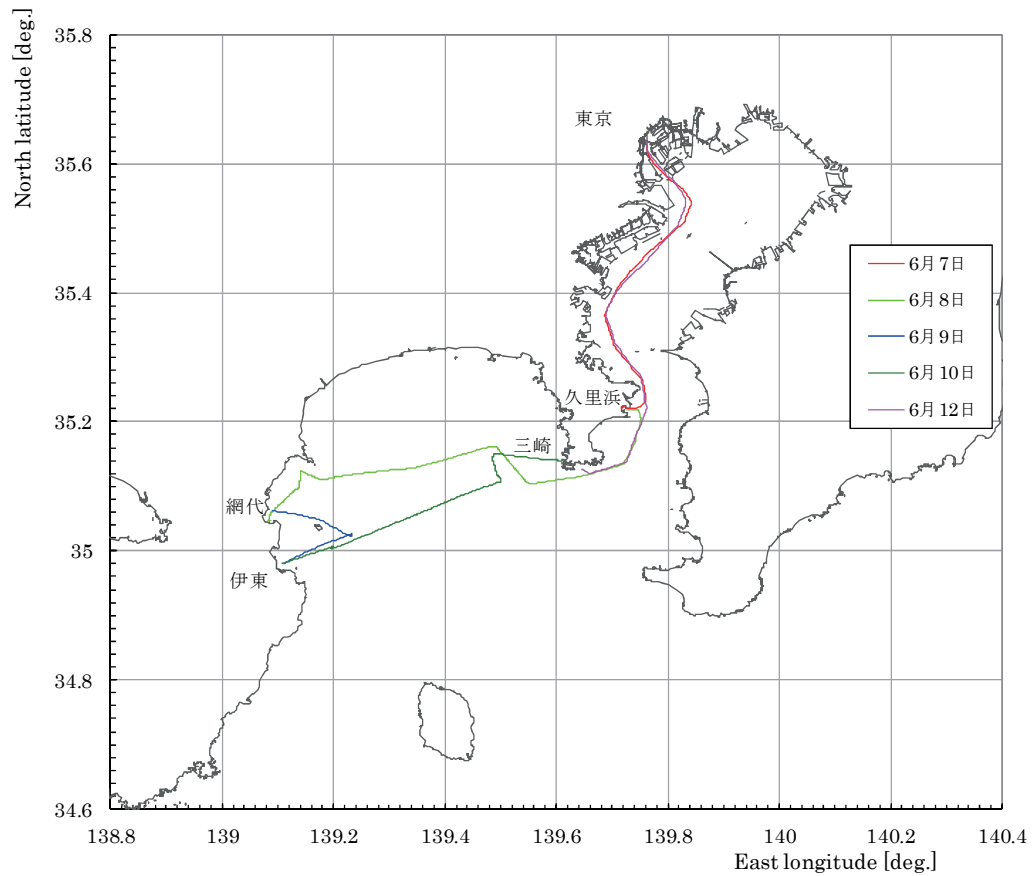 North latitude [deg.]
35.8
35.6
35.4
35.2
35
34.8
34.6
東京
久里浜
三崎
網代
伊東
6月7日
6月8日
6月9日
6月10日
6月12日
138.8 139 139.2 139.4 139.6 139.8 140 140.2 140.4
East longitude [deg.]